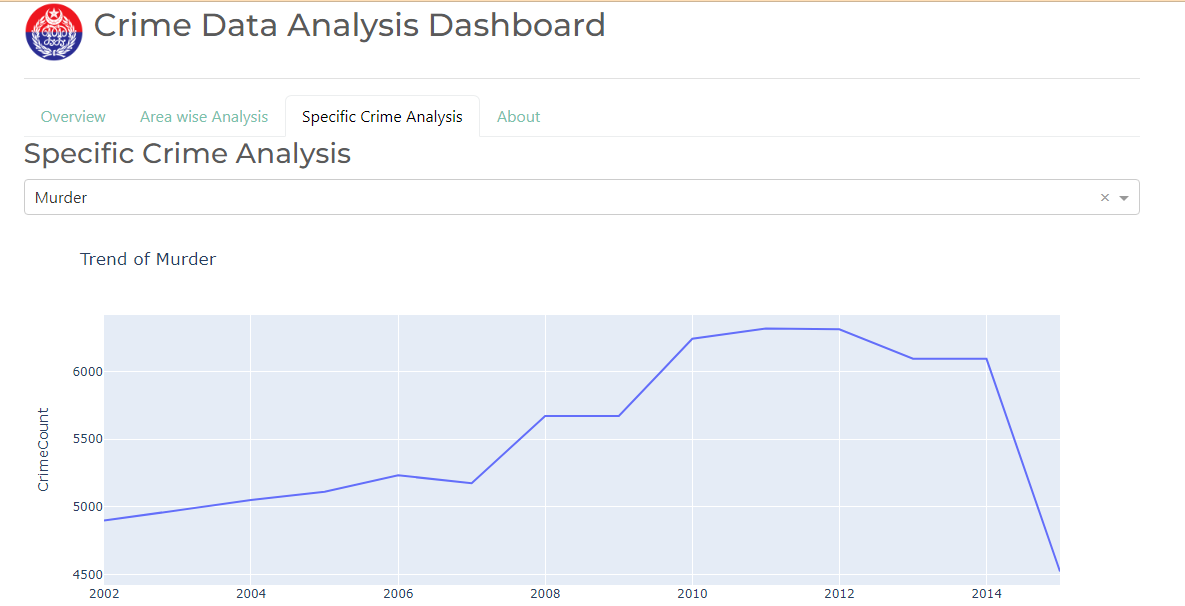 Crime Data Analysis Dashboard
Overview Area wise Analysis Specific Crime Analysis About
Specific Crime Analysis
Murder
Trend of Murder
6000
5500
5000
4500
CrimeCount
2002 2004 2006 2008 2010 2012 2014